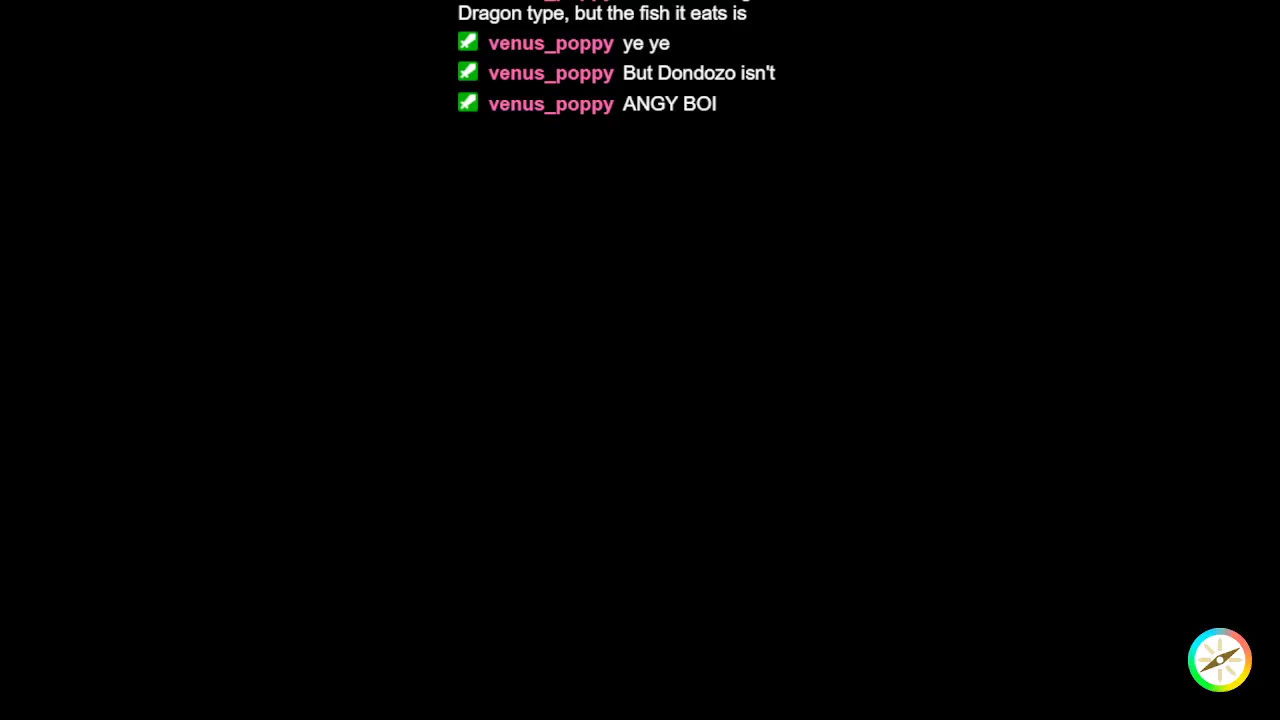 Dragon type, but the fish it eats is
venus_poppy ye ye
venus_poppy But Dondozo isn't
venus_poppy ANGY BOI